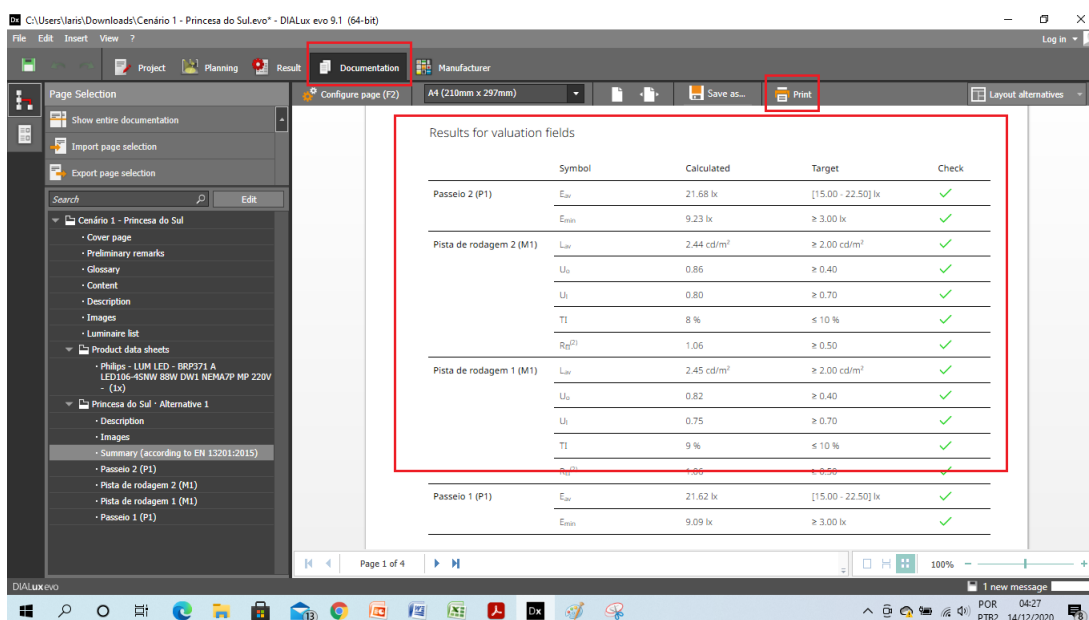 C:\Users\laris\Downloads\Cenário 1 - Princesa do Sul.evo* - DIALux evo 9.1 (64-bit)
File Edit Insert View ?
Log in
Project Planning Result Documentation Manufacturer
Page Selection
Configure page (F2) A4 (210mm x 297mm) Save as... Print Layout alternatives
Show entire documentation
Import page selection
Export page selection
Search Edit
Cenário 1 - Princesa do Sul
Cover page
Preliminary remarks
Glossary
Content
Description
Images
Luminaire list
Product data sheets
Philips - LUM LED - BRP371 A
LED106-4SNW 88W DW1 NEMA7P MP 220V
- (1x)
Princesa do Sul · Alternative 1
Description
Images
Summary (according to EN 13201:2015)
Passeio 2 (P1)
Pista de rodagem 2 (M1)
Pista de rodagem 1 (M1)
Passeio 1 (P1)
Results for valuation fields
Symbol Calculated Target Check
Passeio 2 (P1) Eav 21.68 lx [15.00 - 22.50] lx ✓
Emin 9.23 lx ≥ 3.00 lx ✓
Pista de rodagem 2 (M1) Lav 2.44 cd/m² ≥ 2.00 cd/m² ✓
Uo 0.86 ≥ 0.40 ✓
Ul 0.80 ≥ 0.70 ✓
TI 8 % ≤ 10 % ✓
REI(2) 1.06 ≥ 0.50 ✓
Pista de rodagem 1 (M1) Lav 2.45 cd/m² ≥ 2.00 cd/m² ✓
Uo 0.82 ≥ 0.40 ✓
Ul 0.75 ≥ 0.70 ✓
TI 9 % ≤ 10 % ✓
REI(2) 1.06 ≥ 0.50 ✓
Passeio 1 (P1) Eav 21.62 lx [15.00 - 22.50] lx ✓
Emin 9.09 lx ≥ 3.00 lx ✓
Page 1 of 4 100%
DIALux evo
1 new message
13
Dx
POR 04:27
PTB2 14/12/2020
8